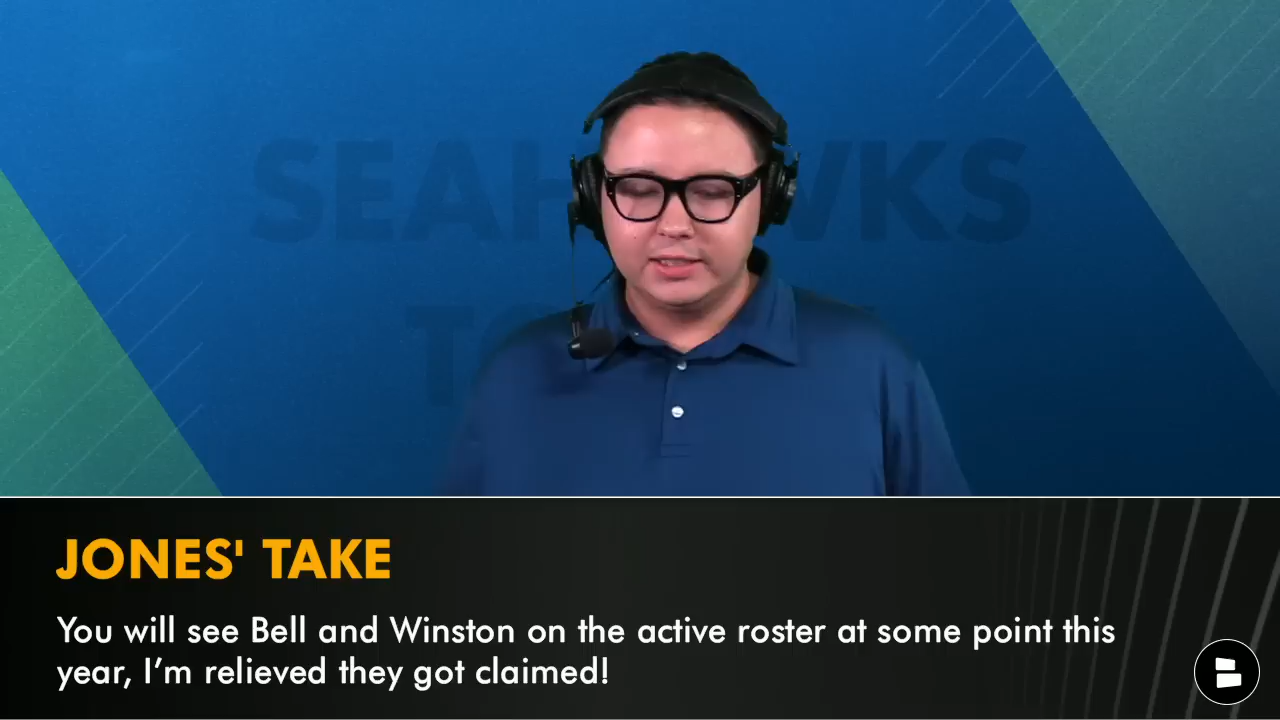 SEAHAWKS
JONES' TAKE
You will see Bell and Winston on the active roster at some point this
year, I'm relieved they got claimed!